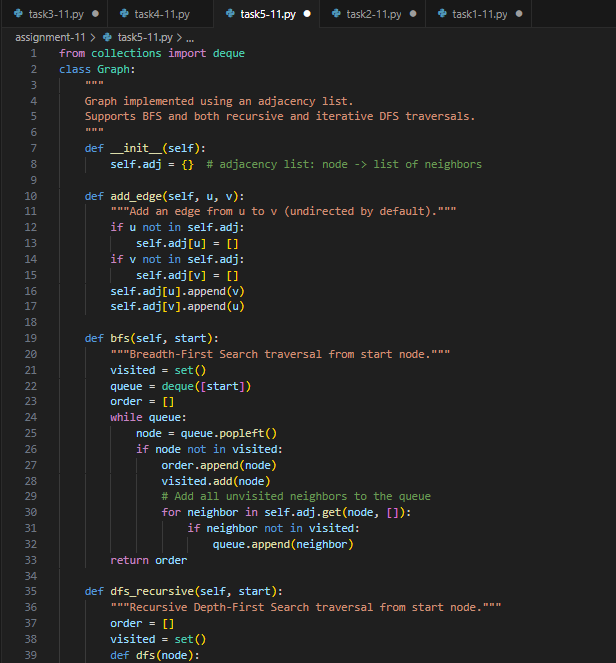 task3-11.py ● task4-11.py task5-11.py ● task2-11.py ● task1-11.py ●
assignment-11 > task5-11.py > ...
1 from collections import deque
2 class Graph:
3     """
4     Graph implemented using an adjacency list.
5     Supports BFS and both recursive and iterative DFS traversals.
6     """
7     def __init__(self):
8         self.adj = {}  # adjacency list: node -> list of neighbors
9
10     def add_edge(self, u, v):
11         """Add an edge from u to v (undirected by default)."""
12         if u not in self.adj:
13             self.adj[u] = []
14         if v not in self.adj:
15             self.adj[v] = []
16         self.adj[u].append(v)
17         self.adj[v].append(u)
18
19     def bfs(self, start):
20         """Breadth-First Search traversal from start node."""
21         visited = set()
22         queue = deque([start])
23         order = []
24         while queue:
25             node = queue.popleft()
26             if node not in visited:
27                 order.append(node)
28                 visited.add(node)
29                 # Add all unvisited neighbors to the queue
30                 for neighbor in self.adj.get(node, []):
31                     if neighbor not in visited:
32                         queue.append(neighbor)
33         return order
34
35     def dfs_recursive(self, start):
36         """Recursive Depth-First Search traversal from start node."""
37         order = []
38         visited = set()
39         def dfs(node):